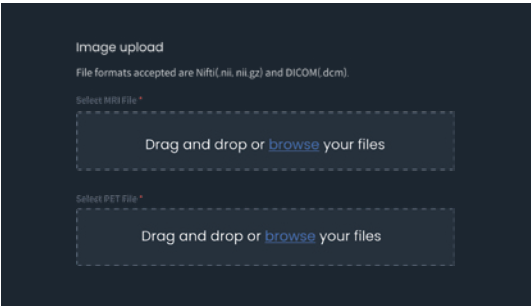 Image upload
File formats accepted are Nifti(.nii, nii.gz) and DICOM(.dcm).
Select MRI File *
Drag and drop or browse your files
Select PET File *
Drag and drop or browse your files